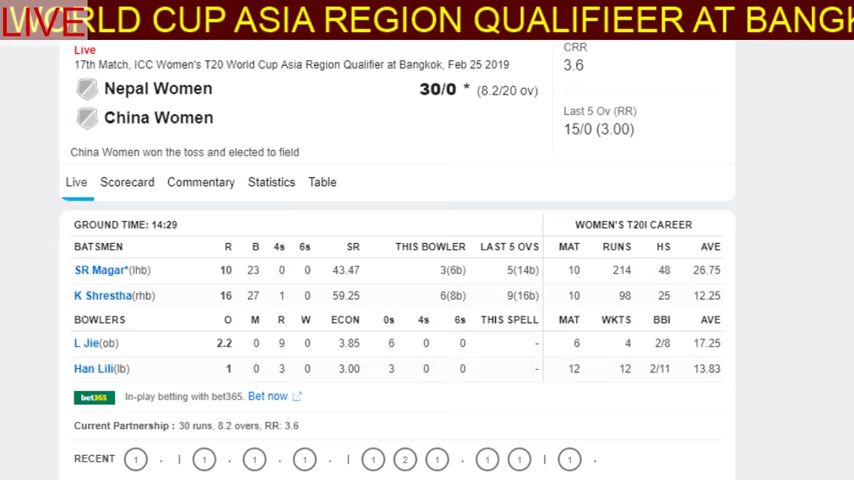 WORLD CUP ASIA REGION QUALIFIEER AT BANGK
LIVE
Live
17th Match, ICC Women's T20 World Cup Asia Region Qualifier at Bangkok, Feb 25 2019
Nepal Women 30/0 * (8.2/20 ov)
China Women
China Women won the toss and elected to field
CRR
3.6
Last 5 Ov (RR)
15/0 (3.00)
Live Scorecard Commentary Statistics Table
GROUND TIME: 14:29 WOMEN'S T20I CAREER
BATSMEN R B 4s 6s SR THIS BOWLER LAST 5 OVS MAT RUNS HS AVE
SR Magar*(lhb) 10 23 0 0 43.47 3(6b) 5(14b) 10 214 48 26.75
K Shrestha(rhb) 16 27 1 0 59.25 6(8b) 9(16b) 10 98 25 12.25
BOWLERS O M R W ECON 0s 4s 6s THIS SPELL MAT WKTS BBI AVE
L Jie(ob) 2.2 0 9 0 3.85 6 0 0 - 6 4 2/8 17.25
Han Lili(lb) 1 0 3 0 3.00 3 0 0 - 12 12 2/11 13.83
bet365 In-play betting with bet365. Bet now
Current Partnership : 30 runs, 8.2 overs, RR: 3.6
RECENT 1 . | 1 . 1 . 1 . | 1 2 1 . 1 1 | 1 .